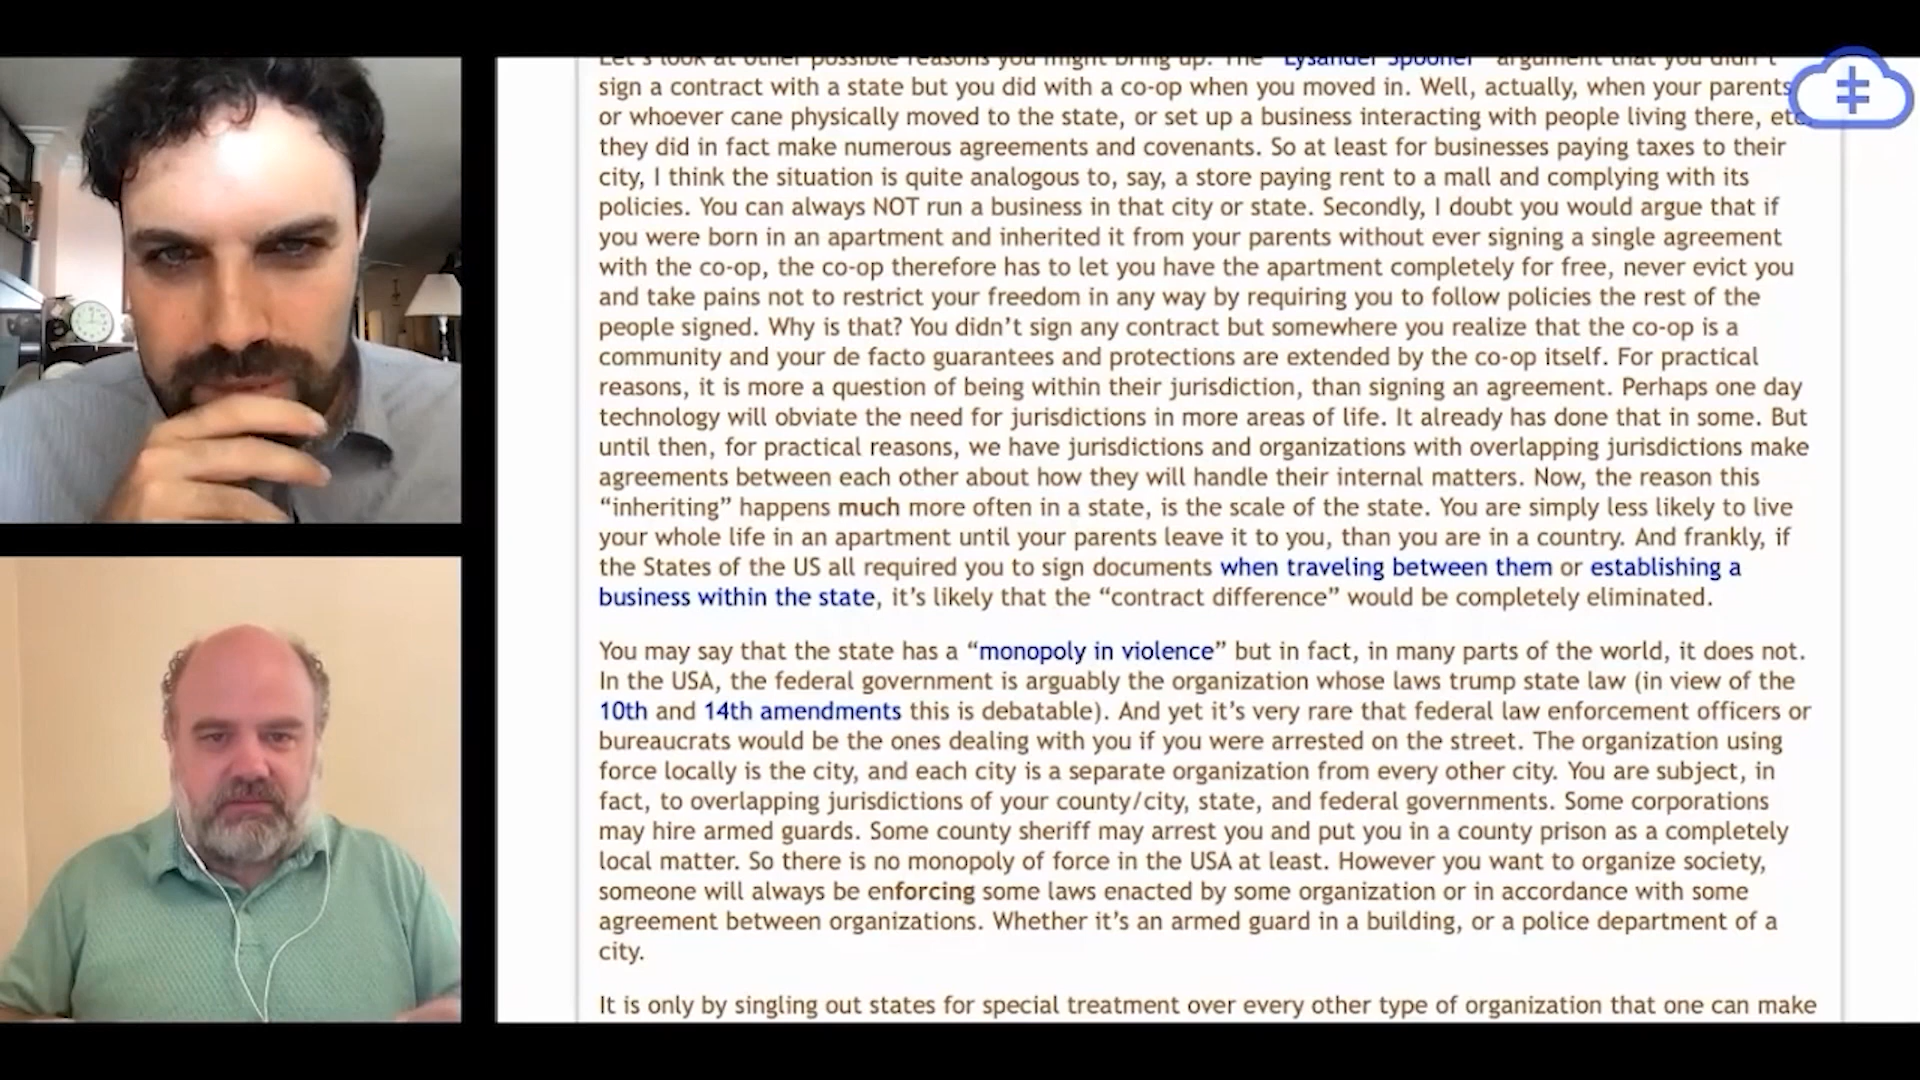 Let's look at other possible reasons you might bring up. The "Lysander Spooner" argument that you didn't
sign a contract with a state but you did with a co-op when you moved in. Well, actually, when your parents
or whoever cane physically moved to the state, or set up a business interacting with people living there, etc.
they did in fact make numerous agreements and covenants. So at least for businesses paying taxes to their
city, I think the situation is quite analogous to, say, a store paying rent to a mall and complying with its
policies. You can always NOT run a business in that city or state. Secondly, I doubt you would argue that if
you were born in an apartment and inherited it from your parents without ever signing a single agreement
with the co-op, the co-op therefore has to let you have the apartment completely for free, never evict you
and take pains not to restrict your freedom in any way by requiring you to follow policies the rest of the
people signed. Why is that? You didn't sign any contract but somewhere you realize that the co-op is a
community and your de facto guarantees and protections are extended by the co-op itself. For practical
reasons, it is more a question of being within their jurisdiction, than signing an agreement. Perhaps one day
technology will obviate the need for jurisdictions in more areas of life. It already has done that in some. But
until then, for practical reasons, we have jurisdictions and organizations with overlapping jurisdictions make
agreements between each other about how they will handle their internal matters. Now, the reason this
“inheriting” happens much more often in a state, is the scale of the state. You are simply less likely to live
your whole life in an apartment until your parents leave it to you, than you are in a country. And frankly, if
the States of the US all required you to sign documents when traveling between them or establishing a
business within the state, it's likely that the “contract difference” would be completely eliminated.
You may say that the state has a “monopoly in violence” but in fact, in many parts of the world, it does not.
In the USA, the federal government is arguably the organization whose laws trump state law (in view of the
10th and 14th amendments this is debatable). And yet it's very rare that federal law enforcement officers or
bureaucrats would be the ones dealing with you if you were arrested on the street. The organization using
force locally is the city, and each city is a separate organization from every other city. You are subject, in
fact, to overlapping jurisdictions of your county/city, state, and federal governments. Some corporations
may hire armed guards. Some county sheriff may arrest you and put you in a county prison as a completely
local matter. So there is no monopoly of force in the USA at least. However you want to organize society,
someone will always be enforcing some laws enacted by some organization or in accordance with some
agreement between organizations. Whether it's an armed guard in a building, or a police department of a
city.
It is only by singling out states for special treatment over every other type of organization that one can make